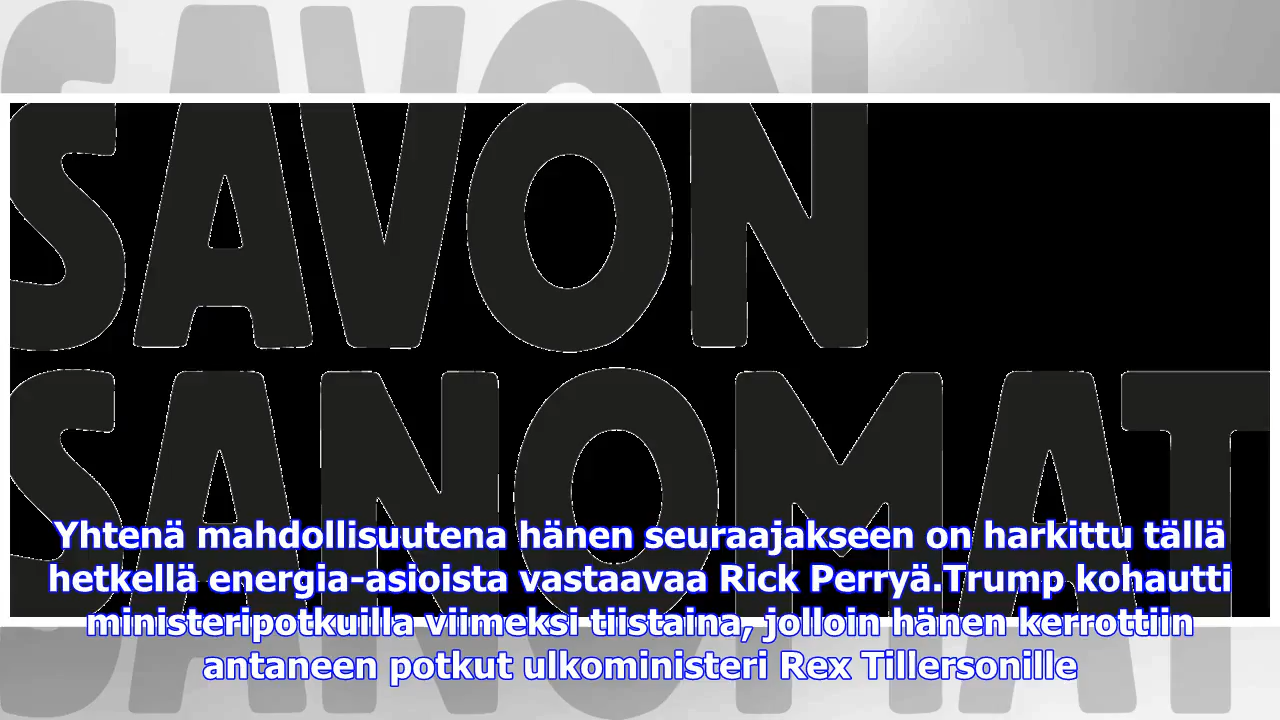 SAVON
SANOMAT
Yhtenä mahdollisuutena hänen seuraajakseen on harkittu tällä
hetkellä energia-asioista vastaavaa Rick Perryä.Trump kohautti
ministeripotkuilla viimeksi tiistaina, jolloin hänen kerrottiin
antaneen potkut ulkoministeri Rex Tillersonille